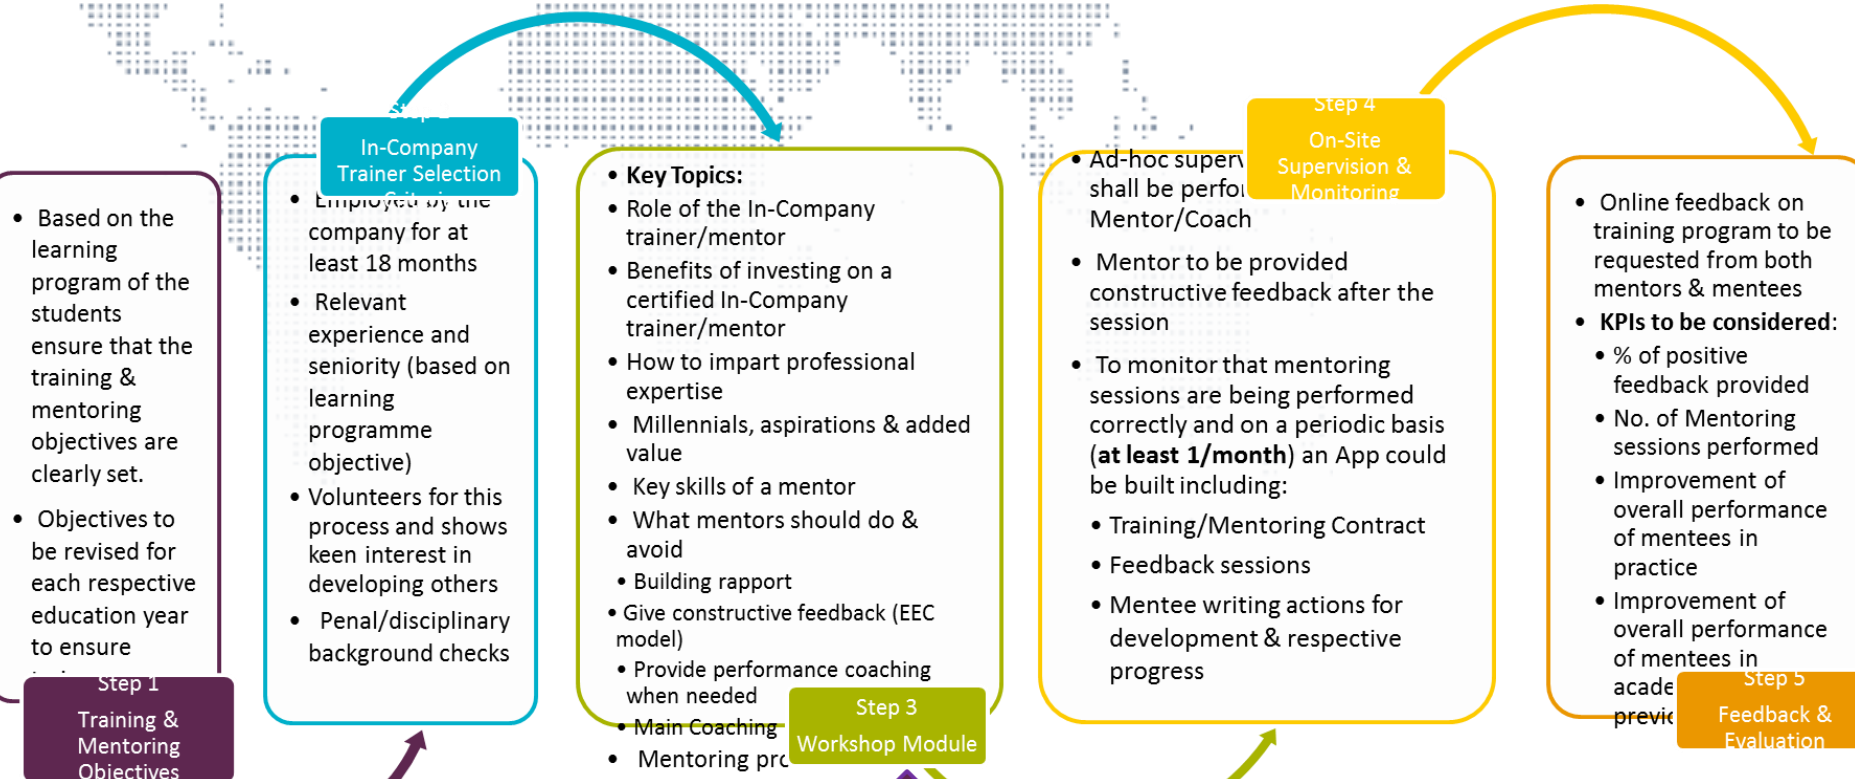 • Based on the
learning
program of the
students
ensure that the
training &
mentoring
objectives are
clearly set.
• Objectives to
be revised for
each respective
education year
to ensure
Step 1
Training &
Mentoring
Objectives
In-Company
Trainer Selection
• Employed by the
company for at
least 18 months
• Relevant
experience and
seniority (based on
learning
programme
objective)
• Volunteers for this
process and shows
keen interest in
developing others
• Penal/disciplinary
background checks
• Key Topics:
• Role of the In-Company
trainer/mentor
• Benefits of investing on a
certified In-Company
trainer/mentor
• How to impart professional
expertise
• Millennials, aspirations & added
value
• Key skills of a mentor
• What mentors should do &
avoid
• Building rapport
• Give constructive feedback (EEC
model)
• Provide performance coaching
when needed
• Main Coaching
• Mentoring
Step 3
Workshop Module
Step 4
On-Site
Supervision &
Monitoring
• Ad-hoc
shall be
Mentor/Coach
• Mentor to be provided
constructive feedback after the
session
• To monitor that mentoring
sessions are being performed
correctly and on a periodic basis
(at least 1/month) an App could
be built including:
• Training/Mentoring Contract
• Feedback sessions
• Mentee writing actions for
development & respective
progress
• Online feedback on
training program to be
requested from both
mentors & mentees
• KPIs to be considered:
• % of positive
feedback provided
• No. of Mentoring
sessions performed
• Improvement of
overall performance
of mentees in
practice
• Improvement of
overall performance
of mentees in
Step 5
Feedback &
Evaluation